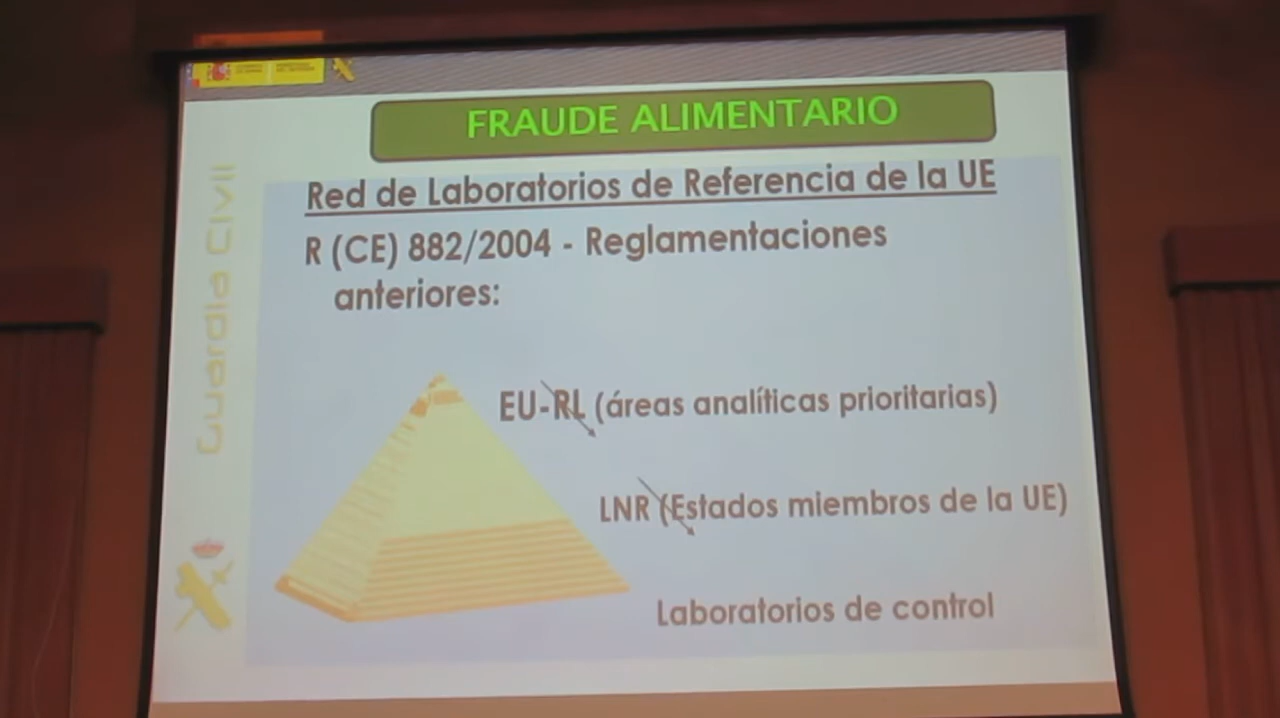 FRAUDE ALIMENTARIO
Red de Laboratorios de Referencia de la UE
R (CE) 882/2004 - Reglamentaciones
anteriores:
EU-RL (áreas analíticas prioritarias)
LNR (Estados miembros de la UE)
Laboratorios de control
Guardia Civil